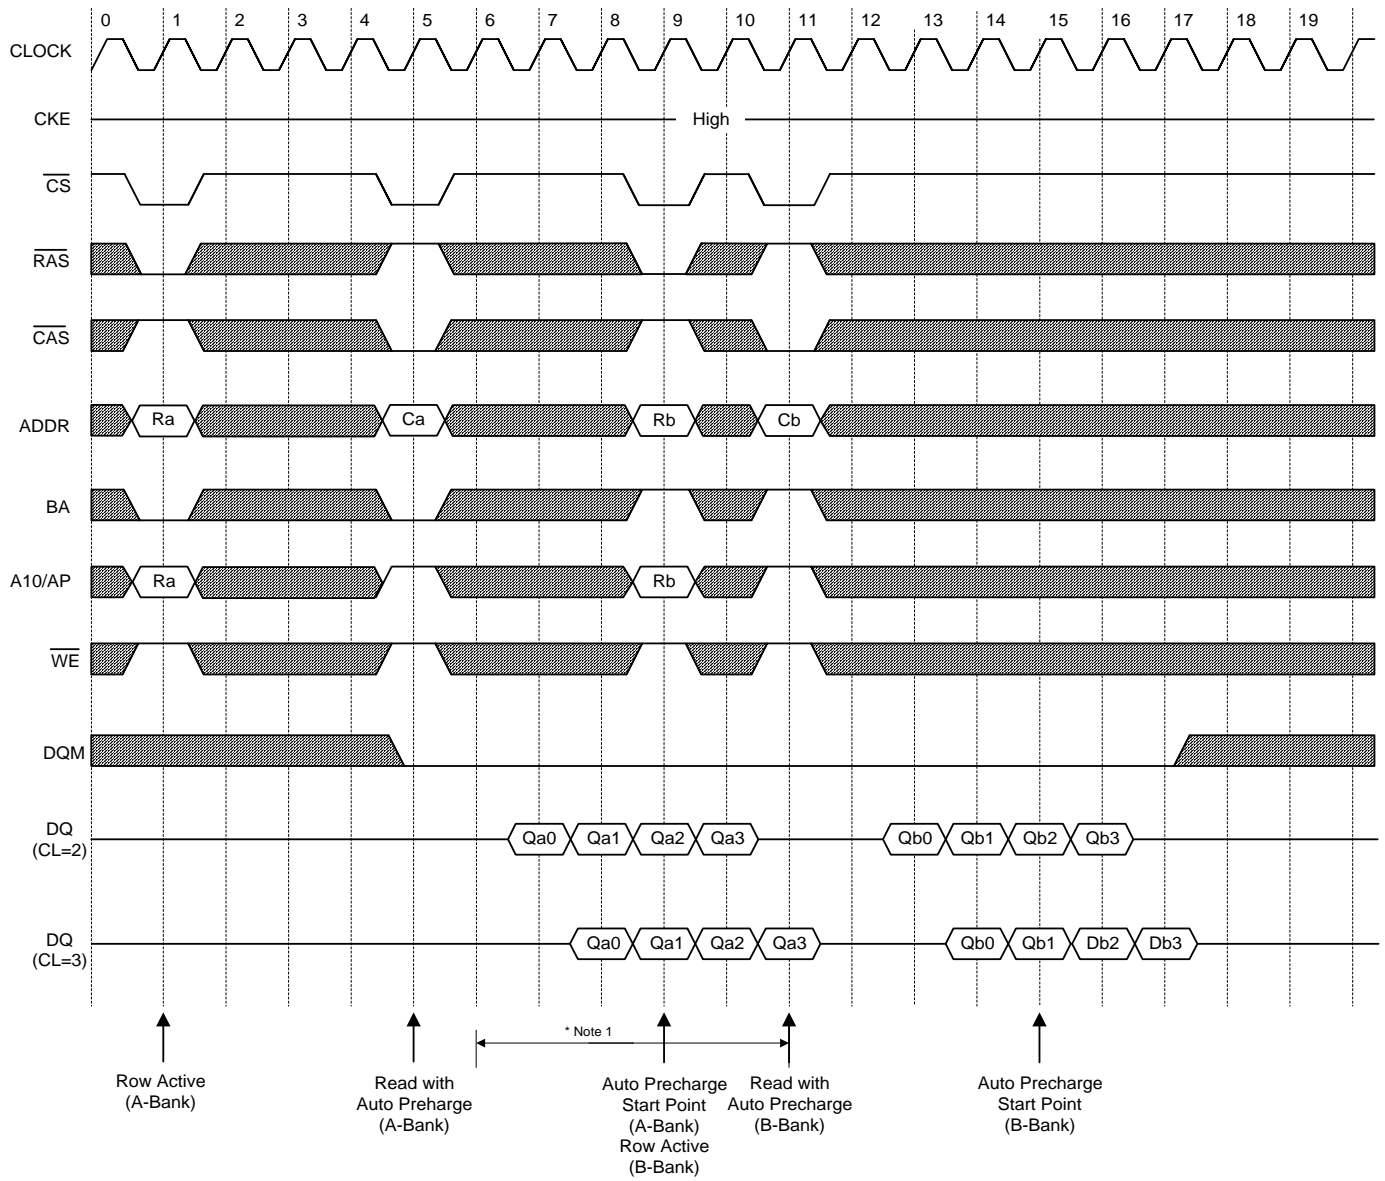 0 1 2 3 4 5 6 7 8 9 10 11 12 13 14 15 16 17 18 19
CLOCK
CKE High
CS
RAS
CAS
ADDR Ra Ca Rb Cb
BA
A10/AP Ra Rb
WE
DQM
DQ
(CL=2) Qa0 Qa1 Qa2 Qa3 Qb0 Qb1 Qb2 Qb3
DQ
(CL=3) Qa0 Qa1 Qa2 Qa3 Qb0 Qb1 Db2 Db3
* Note 1
Row Active
(A-Bank)
Read with
Auto Preharge
(A-Bank)
Auto Precharge
Start Point
(A-Bank)
Row Active
(B-Bank)
Read with
Auto Precharge
(B-Bank)
Auto Precharge
Start Point
(B-Bank)